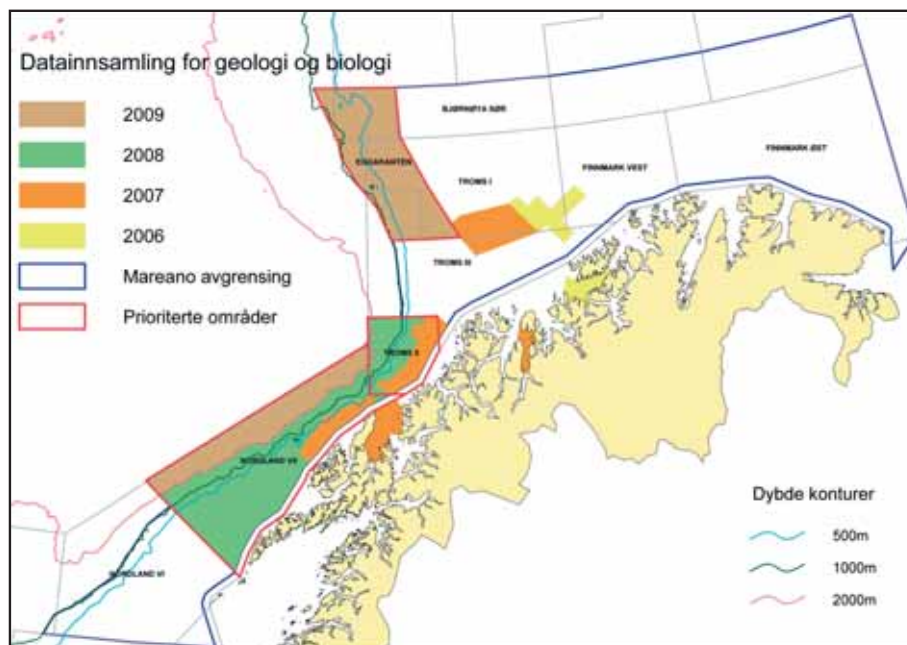 Datainnsamling for geologi og biologi
2009
2008
2007
2006
Mareano avgrensing
Prioriterte områder
BJØRNØYA SØR
EGGAKANTEN
TROMS I
FINNMARK VEST
FINNMARK ØST
TROMS III
TROMS II
NORDLAND VII
NORDLAND VI
Dybde konturer
500m
1000m
2000m